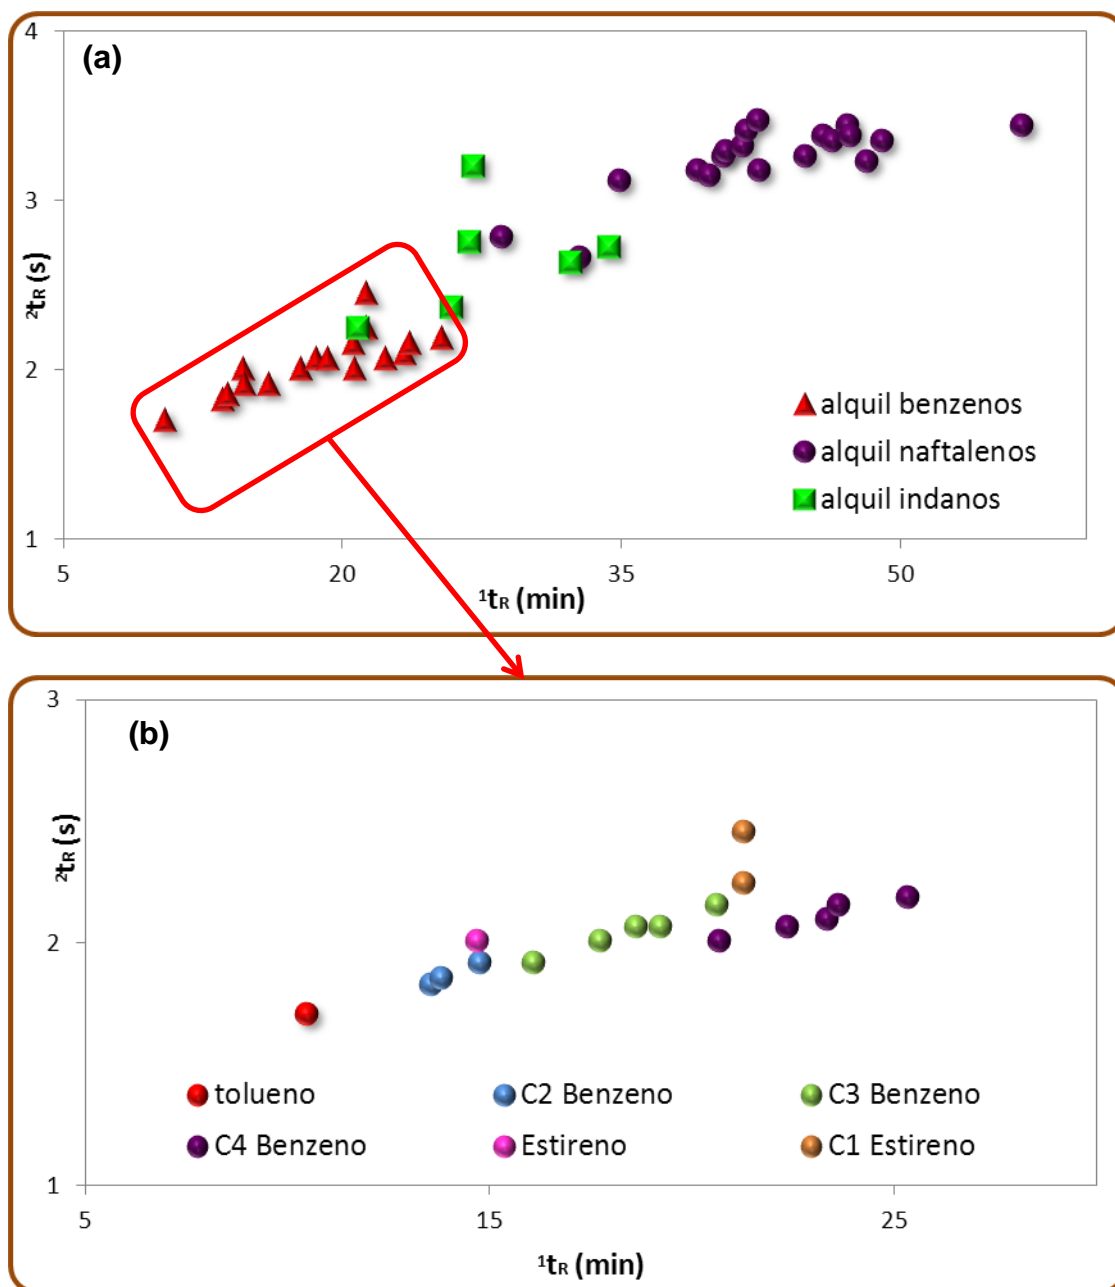 (a)
4
3
2
1
²tR (s)
alquil benzenos
alquil naftalenos
alquil indanos
5 20 35 50
¹tR (min)
(b)
3
2
1
²tR (s)
tolueno C2 Benzeno C3 Benzeno
C4 Benzeno Estireno C1 Estireno
5 15 25
¹tR (min)